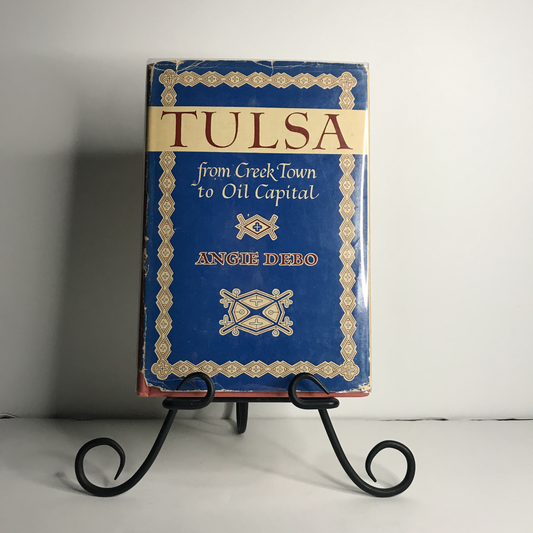 TULSA
from Creek Town
to Oil Capital
ANGIE DEBO